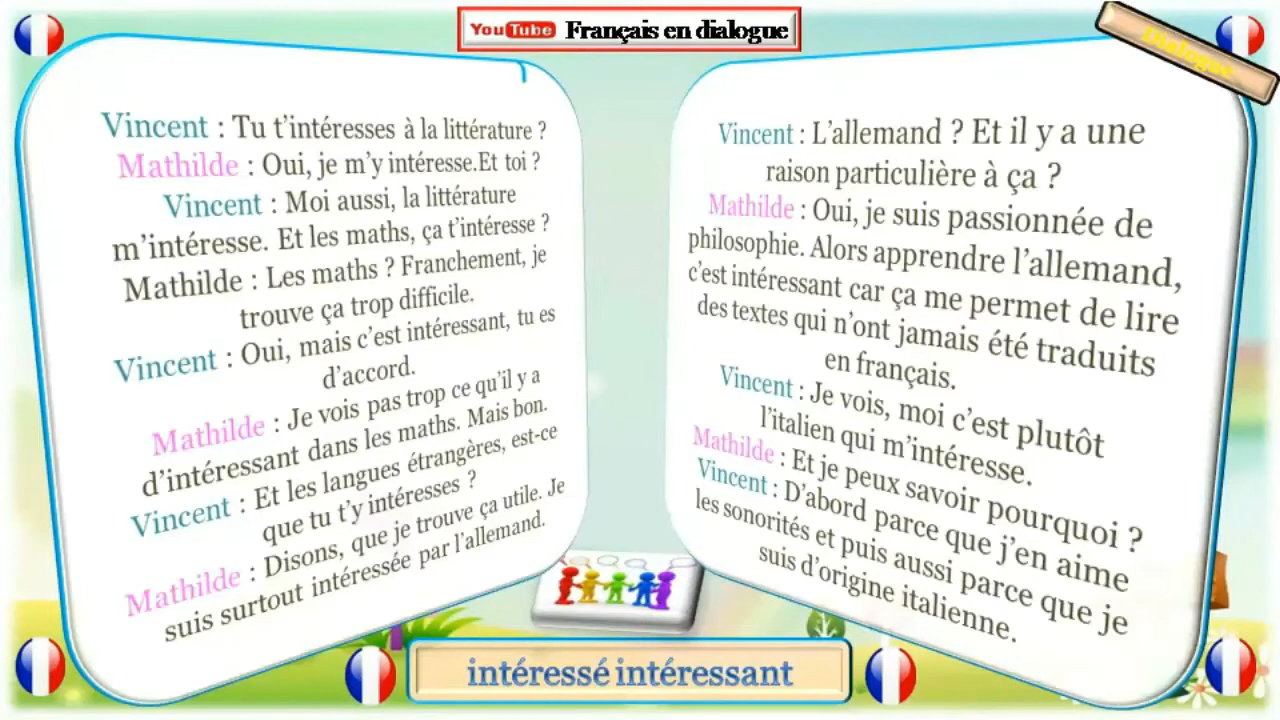 YouTube Français en dialogue
Dialogue
Vincent : Tu t'intéresses à la littérature ?
Mathilde : Oui, je m'y intéresse.Et toi ?
Vincent : Moi aussi, la littérature
m'intéresse. Et les maths, ça t'intéresse ?
Mathilde : Les maths ? Franchement, je
trouve ça trop difficile.
Vincent : Oui, mais c'est intéressant, tu es
d'accord.
Mathilde : Je vois pas trop ce qu'il y a
d'intéressant dans les maths. Mais bon.
Vincent : Et les langues étrangères, est-ce
que tu t'y intéresses ?
Mathilde : Disons, que je trouve ça utile. Je
suis surtout intéressée par l'allemand.
Vincent : L'allemand ? Et il y a une
raison particulière à ça ?
Mathilde : Oui, je suis passionnée de
philosophie. Alors apprendre l'allemand,
c'est intéressant car ça me permet de lire
des textes qui n'ont jamais été traduits
en français.
Vincent : Je vois, moi c'est plutôt
l'italien qui m'intéresse.
Mathilde : Et je peux savoir pourquoi ?
Vincent : D'abord parce que j'en aime
les sonorités et puis aussi parce que je
suis d'origine italienne.
intéressé intéressant